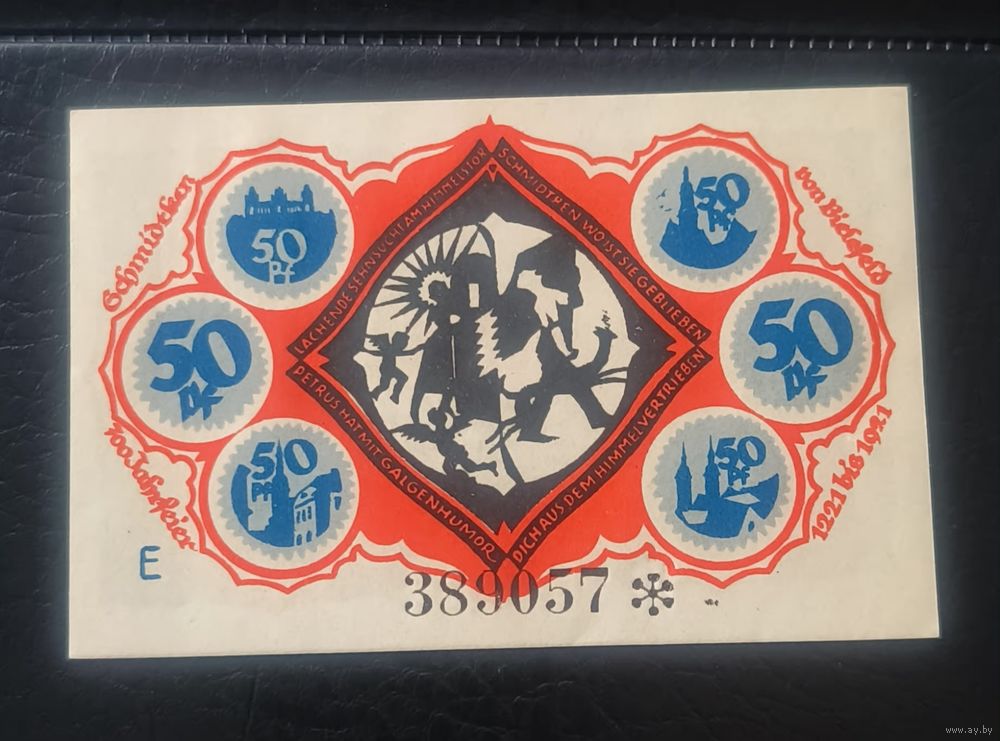 Schmidtkan
von Bielefeld
LACHENDE SEHNSUCHT AM HIMMELSTOR
SCHMIDTKEN WO IST SIE GEBLIEBEN
50 Pf
50 Pf
50 Pf
50 Pf
50 Pf
50 Pf
PETRUS HAT MIT GALGENHUMOR
DICH AUS DEM HIMMEL VERTRIEBEN
700 Jahrfeier
1221 bis 1921
E
389057
www.ay.by